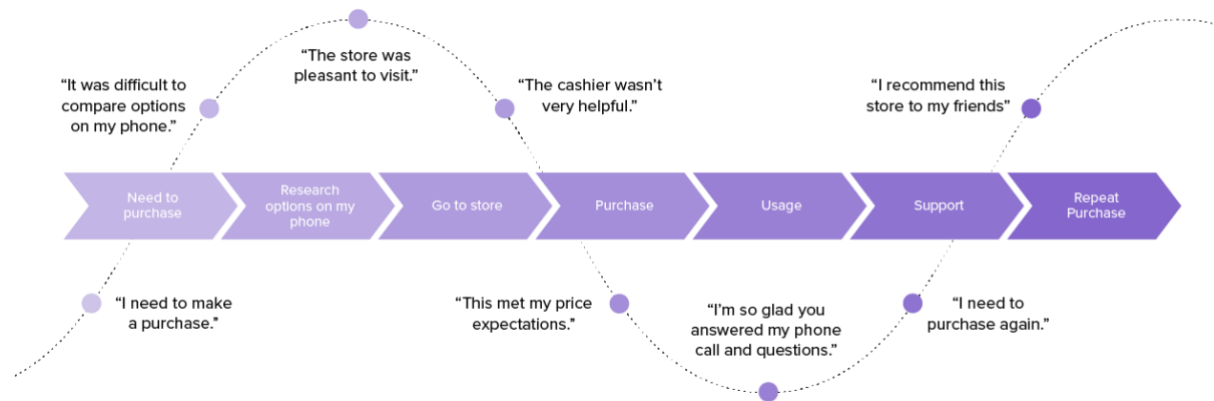 “The store was
pleasant to visit.”
“It was difficult to
compare options
on my phone.”
“The cashier wasn’t
very helpful.”
“I recommend this
store to my friends”
Need to
purchase
Research
options on my
phone
Go to store
Purchase
Usage
Support
Repeat
Purchase
“I need to make
a purchase.”
“This met my price
expectations.”
“I’m so glad you
answered my phone
call and questions.”
“I need to
purchase again.”